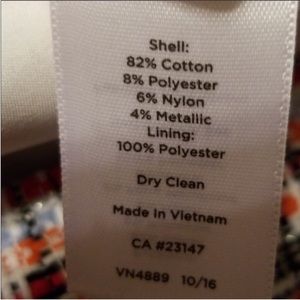 Shell:
82% Cotton
8% Polyester
6% Nylon
4% Metallic
Lining:
100% Polyester
Dry Clean
Made In Vietnam
CA #23147
VN4889 10/16